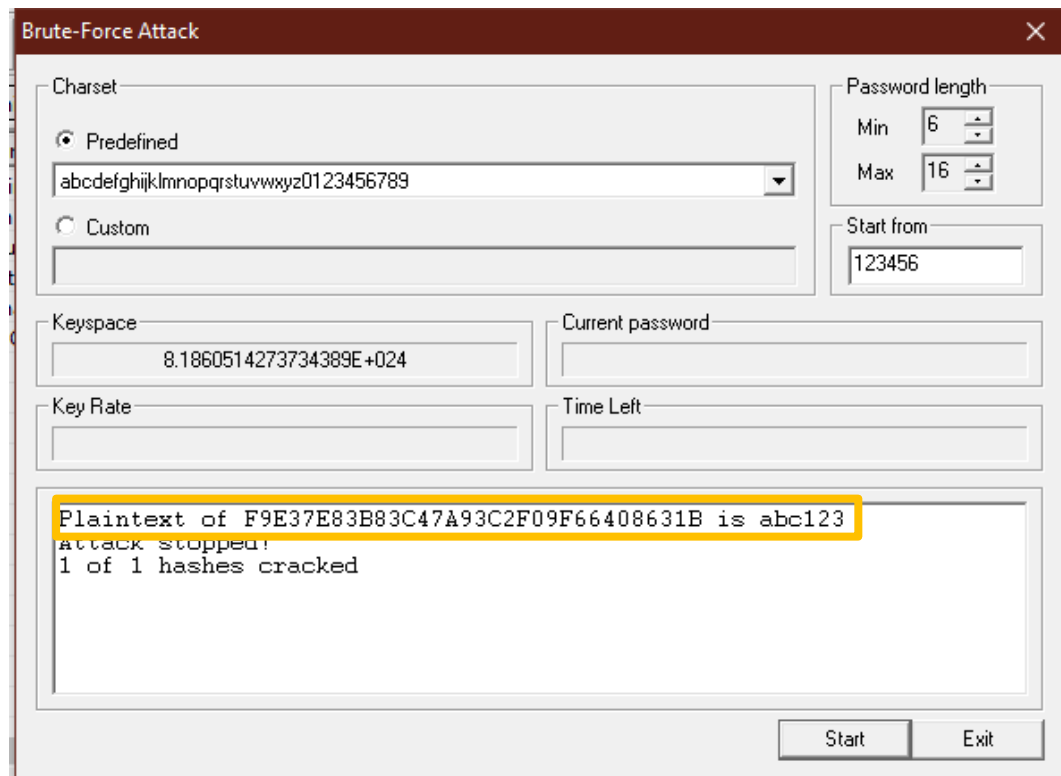 Brute-Force Attack
Charset
Predefined
abcdefghijklmnopqrstuvwxyz0123456789
Custom
Password length
Min 6
Max 16
Start from
123456
Keyspace
8.1860514273734389E+024
Current password
Key Rate
Time Left
Plaintext of F9E37E83B83C47A93C2F09F66408631B is abc123
Attack stopped!
1 of 1 hashes cracked
Start Exit